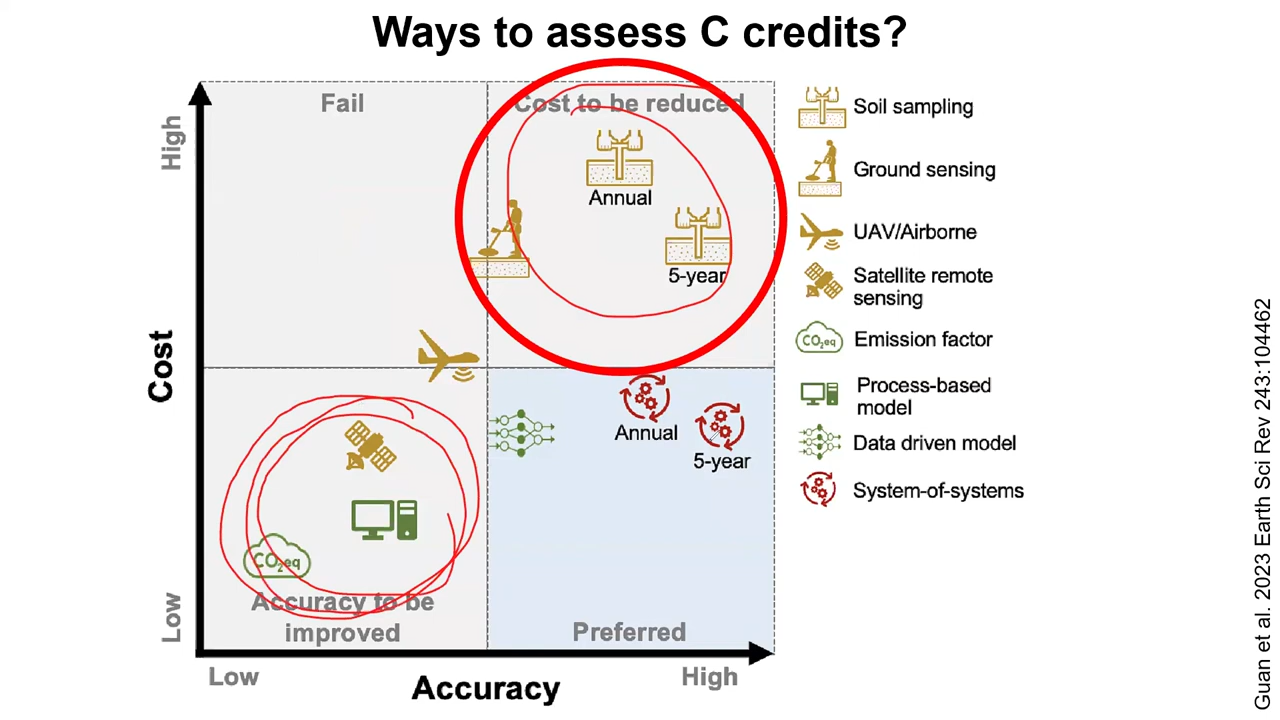 Ways to assess C credits?
Fail
Cost to be reduced
High
Annual
5-year
Cost
Annual
5-year
CO2eq
Accuracy to be
improved
Preferred
Low
Low
High
Accuracy
Soil sampling
Ground sensing
UAV/Airborne
Satellite remote
sensing
CO2eq
Emission factor
Process-based
model
Data driven model
System-of-systems
Guan et al. 2023 Earth Sci Rev 243:104462